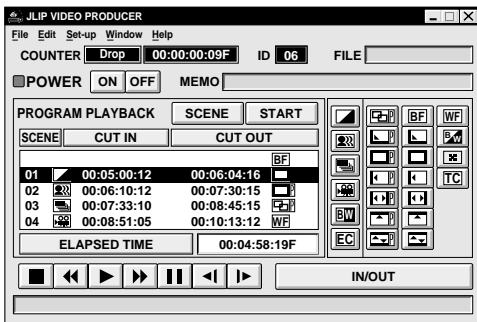 JLIP VIDEO PRODUCER
File Edit Set-up Window Help
COUNTER Drop 00:00:00:09F ID 06 FILE
POWER ON OFF MEMO
PROGRAM PLAYBACK SCENE START
SCENE CUT IN CUT OUT
BF
01 00:05:00:12 00:06:04:16
02 00:06:10:12 00:07:30:15 P
03 00:07:33:10 00:08:45:15 P
04 00:08:51:05 00:10:13:12 WF
ELAPSED TIME 00:04:58:19F
P BF WF
P B/W
P
P TC
BW P
P
EC P
IN/OUT